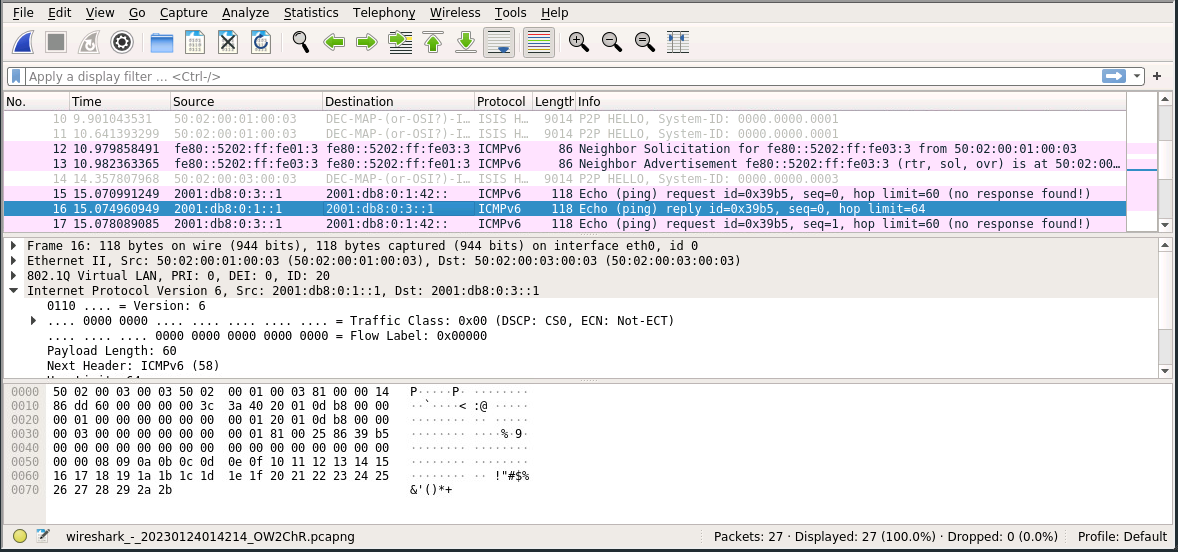 File Edit View Go Capture Analyze Statistics Telephony Wireless Tools Help
Apply a display filter ... <Ctrl-/>
No. Time Source Destination Protocol Length Info
10 9.901043531 50:02:00:01:00:03 DEC-MAP-(or-OSI?)-I… ISIS H… 9014 P2P HELLO, System-ID: 0000.0000.0001
11 10.641393299 50:02:00:01:00:03 DEC-MAP-(or-OSI?)-I… ISIS H… 9014 P2P HELLO, System-ID: 0000.0000.0001
12 10.979858491 fe80::5202:ff:fe01:3 fe80::5202:ff:fe03:3 ICMPv6 86 Neighbor Solicitation for fe80::5202:ff:fe03:3 from 50:02:00:01:00:03
13 10.982363365 fe80::5202:ff:fe03:3 fe80::5202:ff:fe01:3 ICMPv6 86 Neighbor Advertisement fe80::5202:ff:fe03:3 (rtr, sol, ovr) is at 50:02:00…
14 14.357807968 50:02:00:03:00:03 DEC-MAP-(or-OSI?)-I… ISIS H… 9014 P2P HELLO, System-ID: 0000.0000.0003
15 15.070991249 2001:db8:0:3::1 2001:db8:0:1:42:: ICMPv6 118 Echo (ping) request id=0x39b5, seq=0, hop limit=60 (no response found!)
16 15.074960949 2001:db8:0:1::1 2001:db8:0:3::1 ICMPv6 118 Echo (ping) reply id=0x39b5, seq=0, hop limit=64
17 15.078089085 2001:db8:0:3::1 2001:db8:0:1:42:: ICMPv6 118 Echo (ping) request id=0x39b5, seq=1, hop limit=60 (no response found!)
Frame 16: 118 bytes on wire (944 bits), 118 bytes captured (944 bits) on interface eth0, id 0
Ethernet II, Src: 50:02:00:01:00:03 (50:02:00:01:00:03), Dst: 50:02:00:03:00:03 (50:02:00:03:00:03)
802.1Q Virtual LAN, PRI: 0, DEI: 0, ID: 20
Internet Protocol Version 6, Src: 2001:db8:0:1::1, Dst: 2001:db8:0:3::1
0110 .... = Version: 6
.... 0000 0000 .... .... .... .... .... = Traffic Class: 0x00 (DSCP: CS0, ECN: Not-ECT)
.... .... .... 0000 0000 0000 0000 0000 = Flow Label: 0x00000
Payload Length: 60
Next Header: ICMPv6 (58)
0000 50 02 00 03 00 03 50 02 00 01 00 03 81 00 00 14 P·····P· ········
0010 86 dd 60 00 00 00 00 3c 3a 40 20 01 0d b8 00 00 ··`····< :@ ·····
0020 00 01 00 00 00 00 00 00 00 01 20 01 0d b8 00 00 ········ ·· ·····
0030 00 03 00 00 00 00 00 00 00 01 81 00 25 86 39 b5 ········ ····%·9·
0040 00 00 00 00 00 00 00 00 00 00 00 00 00 00 00 00 ········ ········
0050 00 00 08 09 0a 0b 0c 0d 0e 0f 10 11 12 13 14 15 ········ ········
0060 16 17 18 19 1a 1b 1c 1d 1e 1f 20 21 22 23 24 25 ········ ·· !"#$%
0070 26 27 28 29 2a 2b &'()*+
wireshark_-_20230124014214_OW2ChR.pcapng Packets: 27 · Displayed: 27 (100.0%) · Dropped: 0 (0.0%) Profile: Default